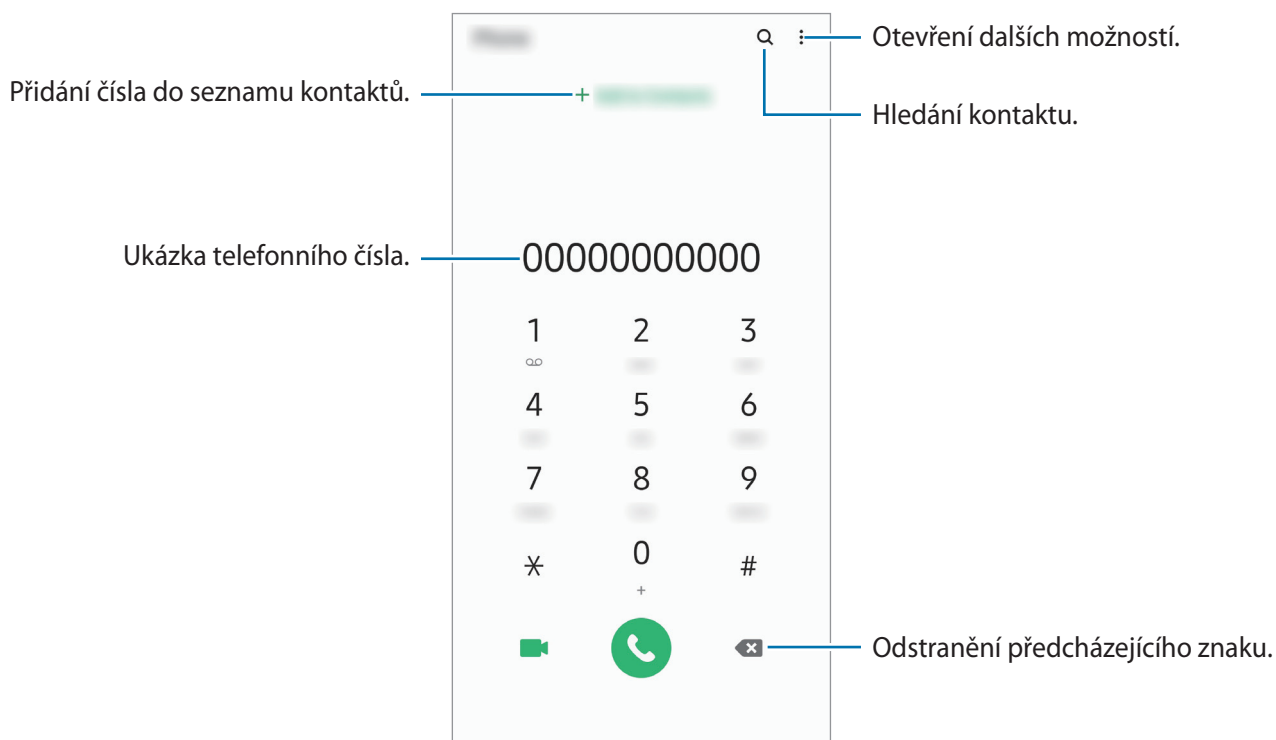 Otevření dalších možností.
Přidání čísla do seznamu kontaktů.
+
Hledání kontaktu.
Ukázka telefonního čísla.
00000000000
1 2 3
4 5 6
7 8 9
* 0 #
+
Odstranění předcházejícího znaku.